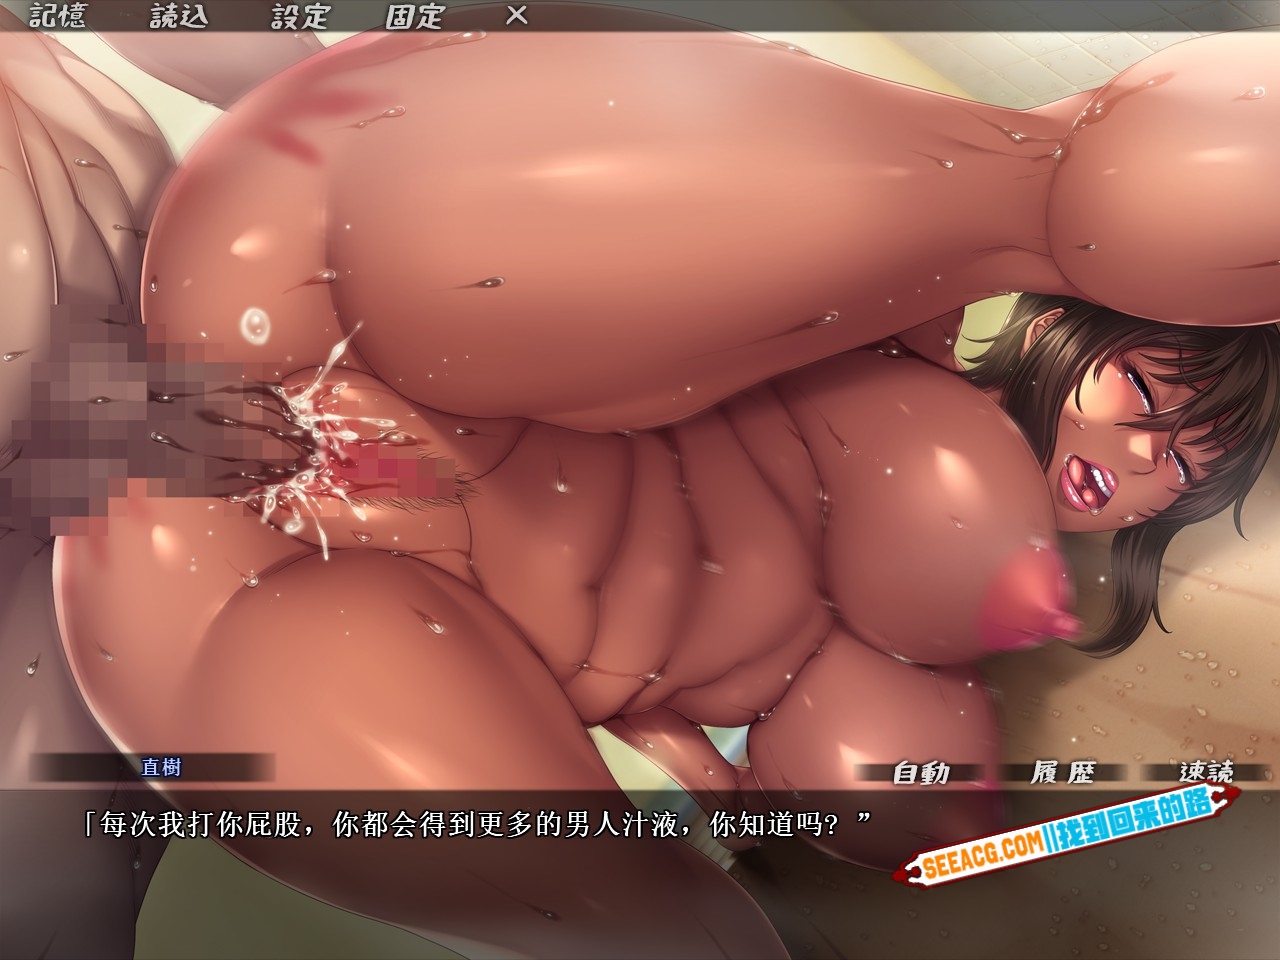 記憶 読込 設定 固定 ×
直樹
自動 履歴 速読
「每次我打你屁股，你都会得到更多的男人汁液，你知道吗？”
SEEACG.COM||找到回来的路